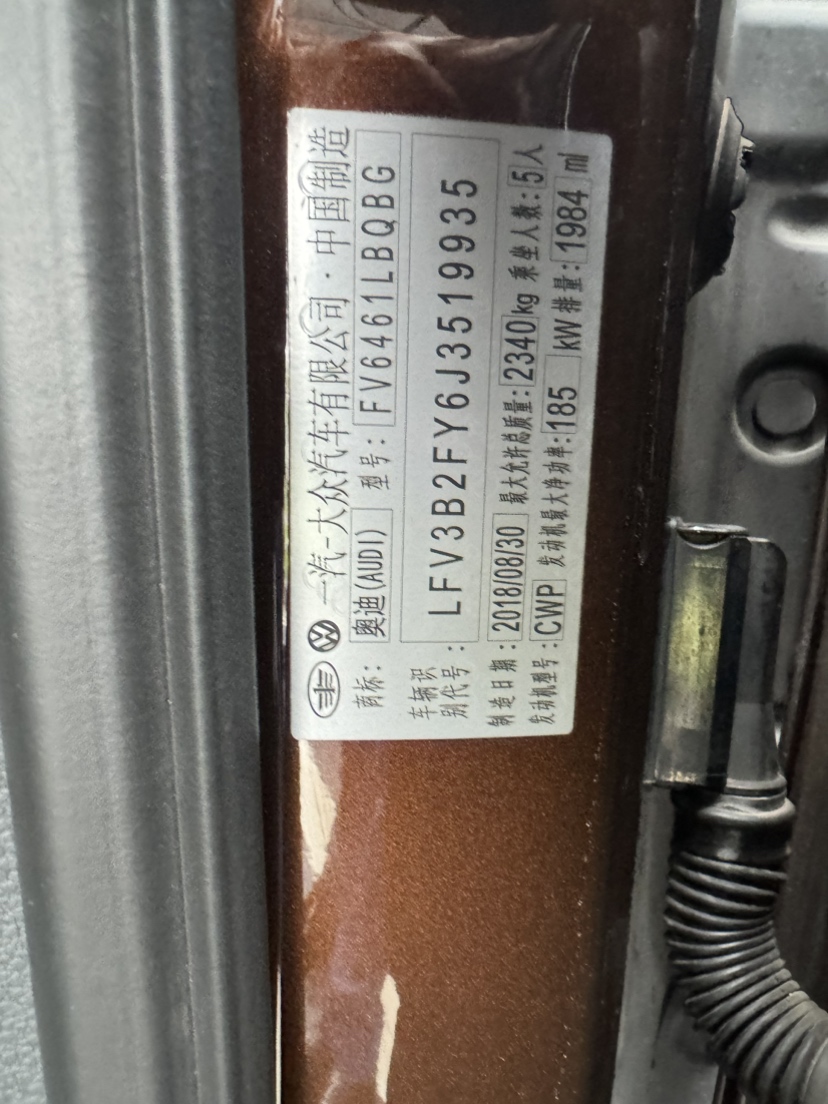 一汽-大众汽车有限公司·中国制造
商标: 奥迪(AUDI) 型号: FV6461LBQBG
车辆识别代号: LFV3B2FY6J3519935
制造日期: 2018/08/30 最大允许总质量: 2340kg 乘坐人数: 5人
发动机型号: CWP 发动机最大净功率: 185 kW 排量: 1984 ml